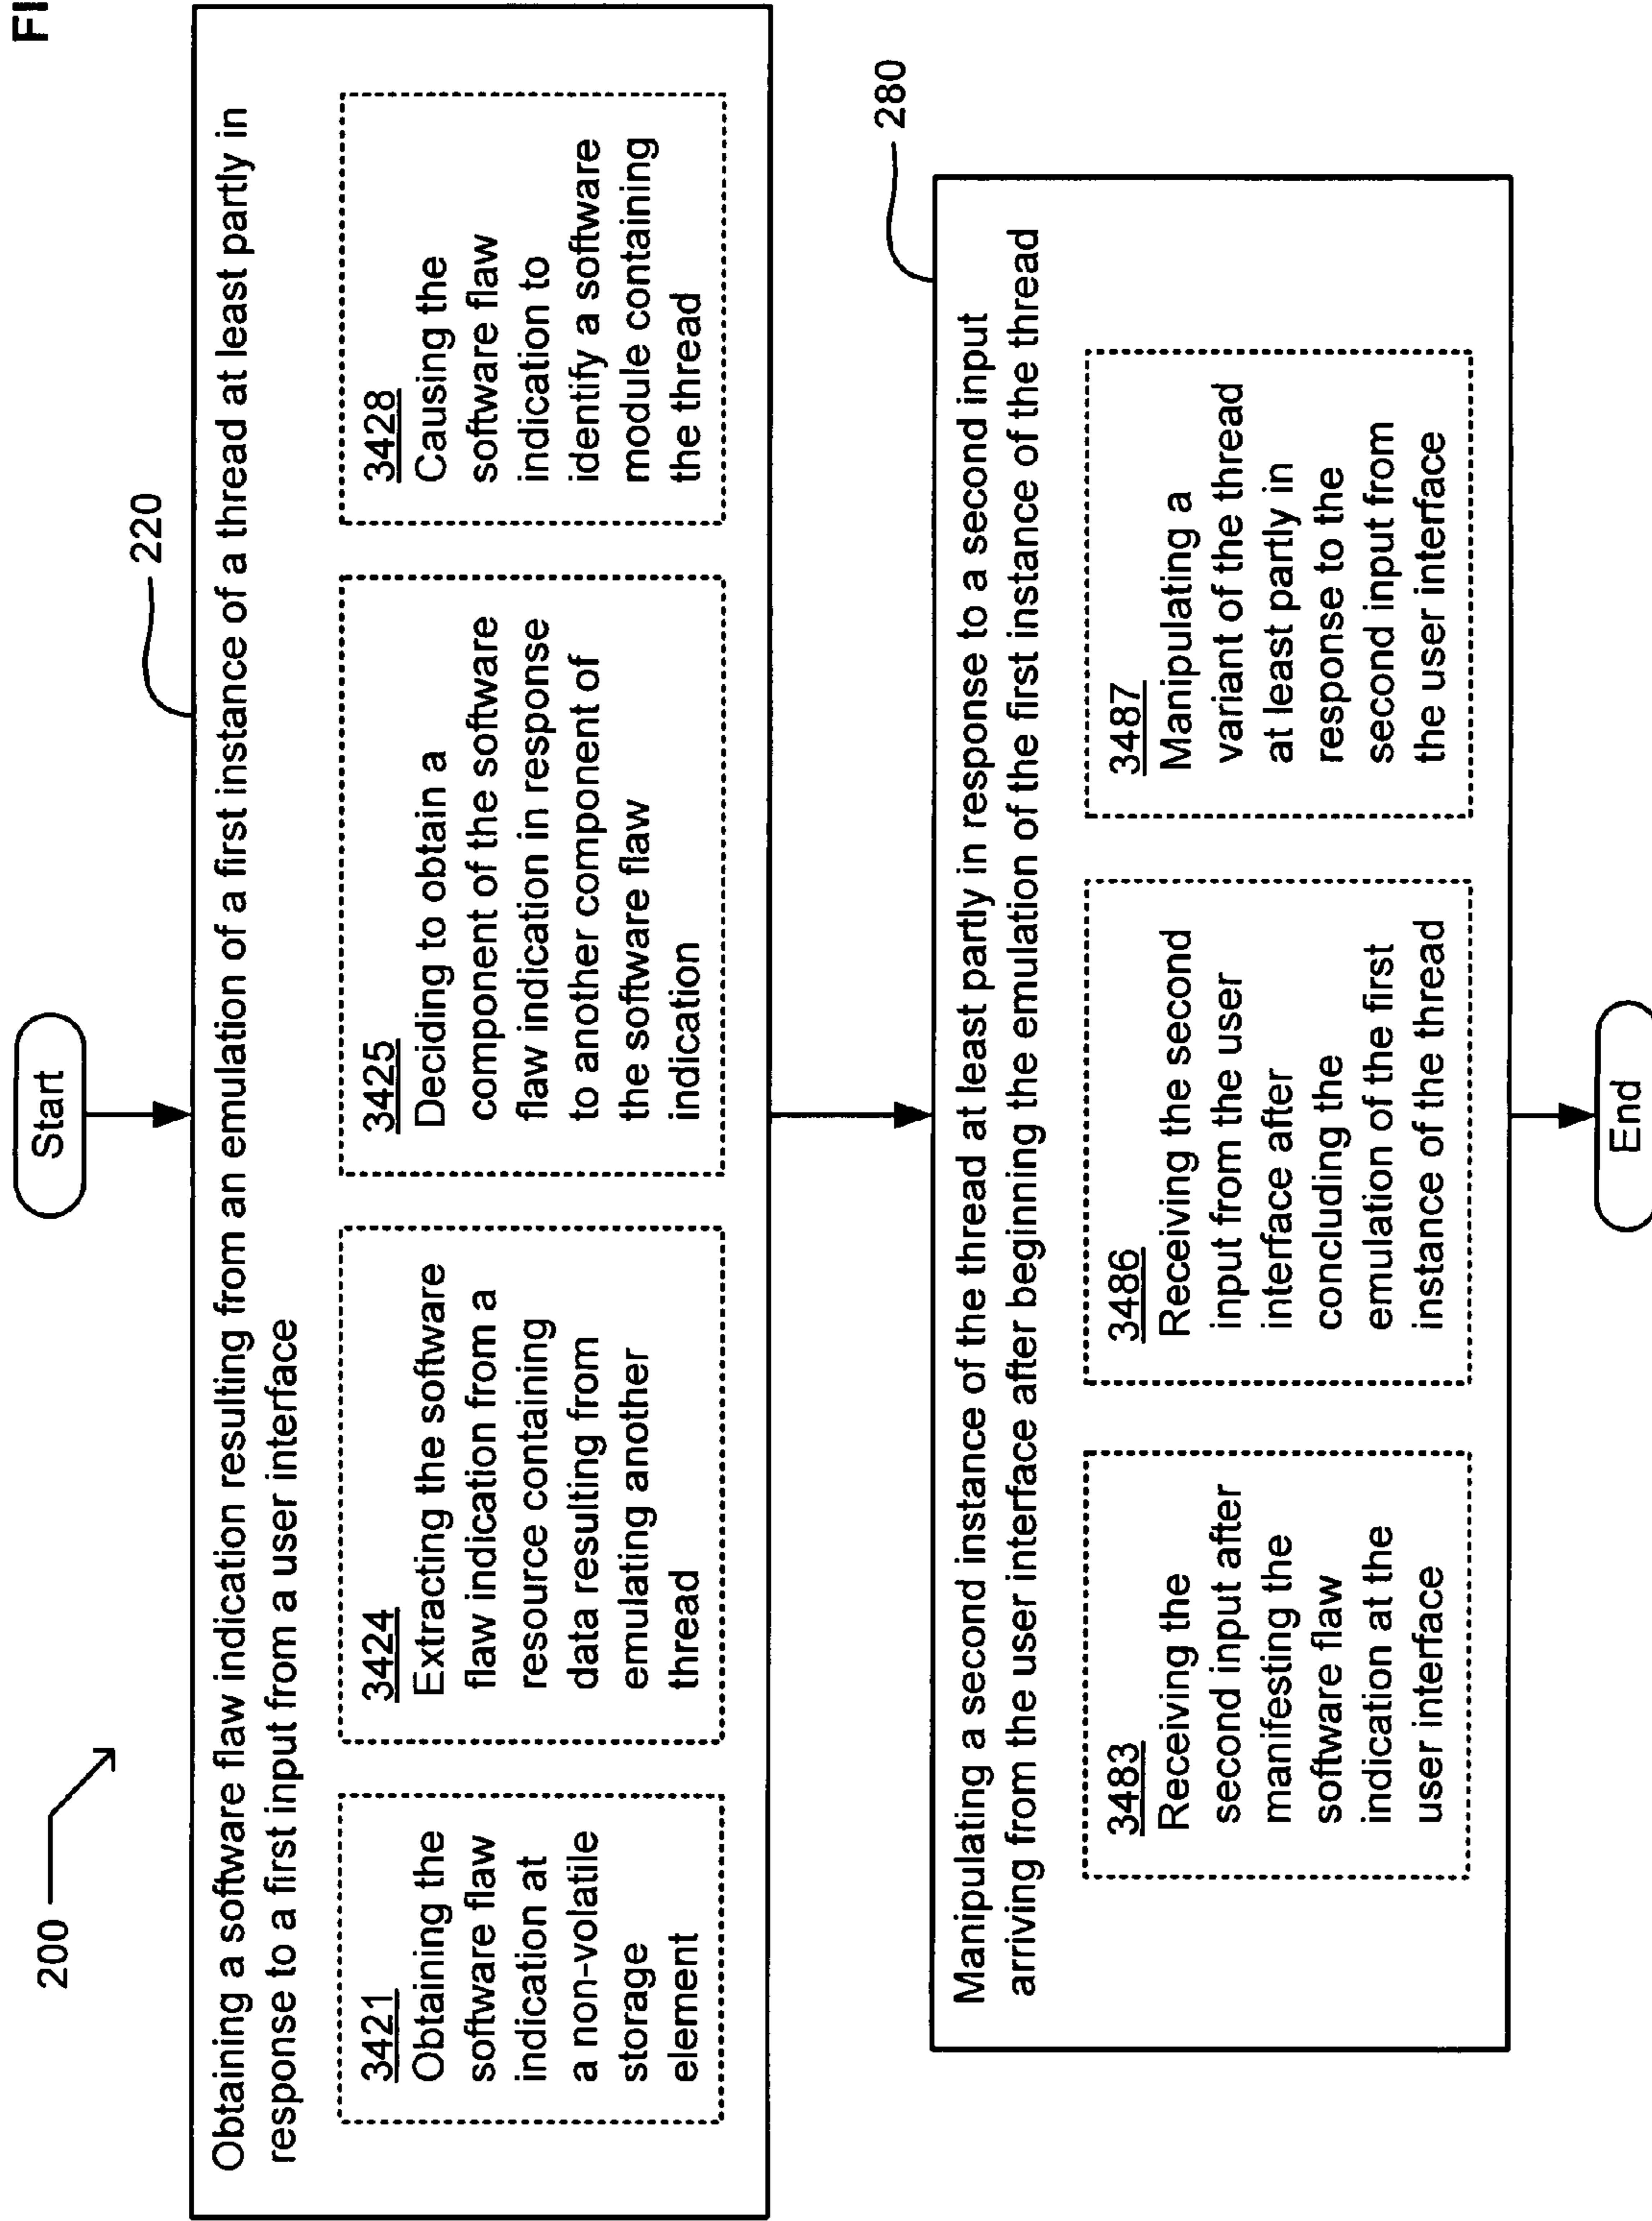 FI
200
Start
220
Obtaining a software flaw indication resulting from an emulation of a first instance of a thread at least partly in
response to a first input from a user interface
3421
Obtaining the
software flaw
indication at
a non-volatile
storage
element
3424
Extracting the software
flaw indication from a
resource containing
data resulting from
emulating another
thread
3425
Deciding to obtain a
component of the software
flaw indication in response
to another component of
the software flaw
indication
3428
Causing the
software flaw
indication to
identify a software
module containing
the thread
280
Manipulating a second instance of the thread at least partly in response to a second input
arriving from the user interface after beginning the emulation of the first instance of the thread
3483
Receiving the
second input after
manifesting the
software flaw
indication at the
user interface
3486
Receiving the second
input from the user
interface after
concluding the
emulation of the first
instance of the thread
3487
Manipulating a
variant of the thread
at least partly in
response to the
second input from
the user interface
End